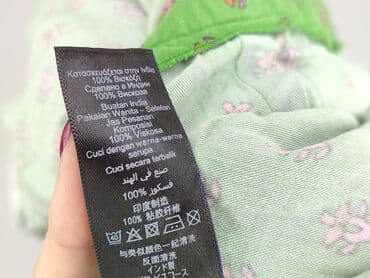 Κατασκευάζεται στην Ινδία
100% Βισκόζη
Сделано в Индии
100% Вискоза
Buatan India
Pakaian Wanita – Setelan
Jas Pesanan
Komposisi
100% Viskosa
Cuci dengan warna-warna
serupa
Cuci secara terbalik
صنع في الهند
100% فسكوز
印度制造
100% 粘胶纤维
40
与类似颜色一起清洗
反面清洗
インド製